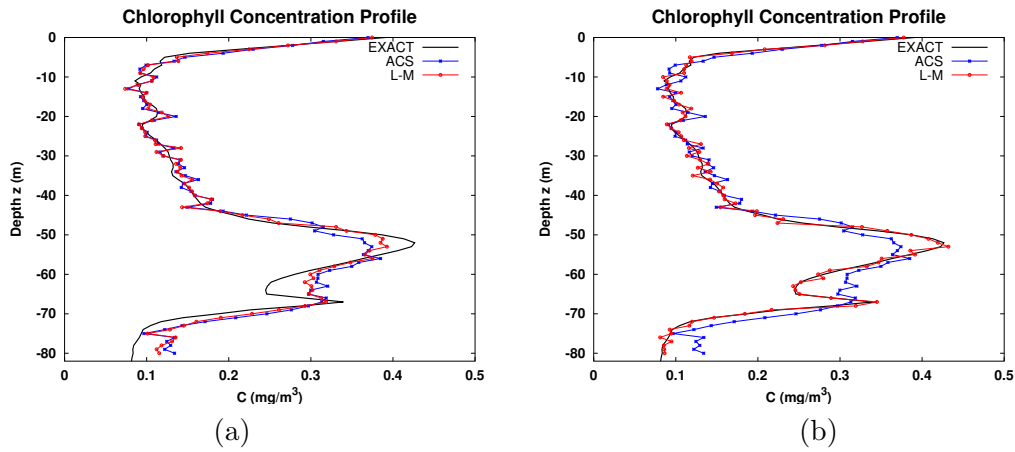 Chlorophyll Concentration Profile
0
-10
-20
-30
-40
-50
-60
-70
-80
Depth z (m)
EXACT
ACS
L-M
0
0.1
0.2
0.3
0.4
0.5
C (mg/m³)
(a)
Chlorophyll Concentration Profile
0
-10
-20
-30
-40
-50
-60
-70
-80
Depth z (m)
EXACT
ACS
L-M
0
0.1
0.2
0.3
0.4
0.5
C (mg/m³)
(b)